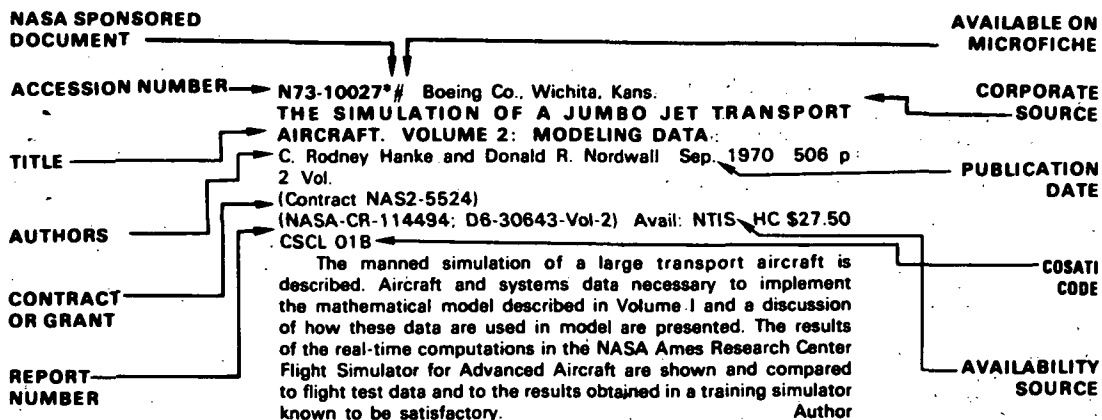 NASA SPONSORED
DOCUMENT
AVAILABLE ON
MICROFICHE
ACCESSION NUMBER
N73-10027*# Boeing Co., Wichita, Kans.
CORPORATE
SOURCE
THE SIMULATION OF A JUMBO JET TRANSPORT
AIRCRAFT. VOLUME 2: MODELING DATA
TITLE
C. Rodney Hanke and Donald R. Nordwall Sep. 1970 506 p
2 Vol.
PUBLICATION
DATE
(Contract NAS2-5524)
(NASA-CR-114494; D6-30643-Vol-2) Avail: NTIS HC $27.50
AUTHORS
CSCL 01B
The manned simulation of a large transport aircraft is
described. Aircraft and systems data necessary to implement
COSATI
CODE
CONTRACT
OR GRANT
the mathematical model described in Volume I and a discussion
of how these data are used in model are presented. The results
of the real-time computations in the NASA Ames Research Center
Flight Simulator for Advanced Aircraft are shown and compared
AVAILABILITY
SOURCE
REPORT
NUMBER
to flight test data and to the results obtained in a training simulator
known to be satisfactory. Author